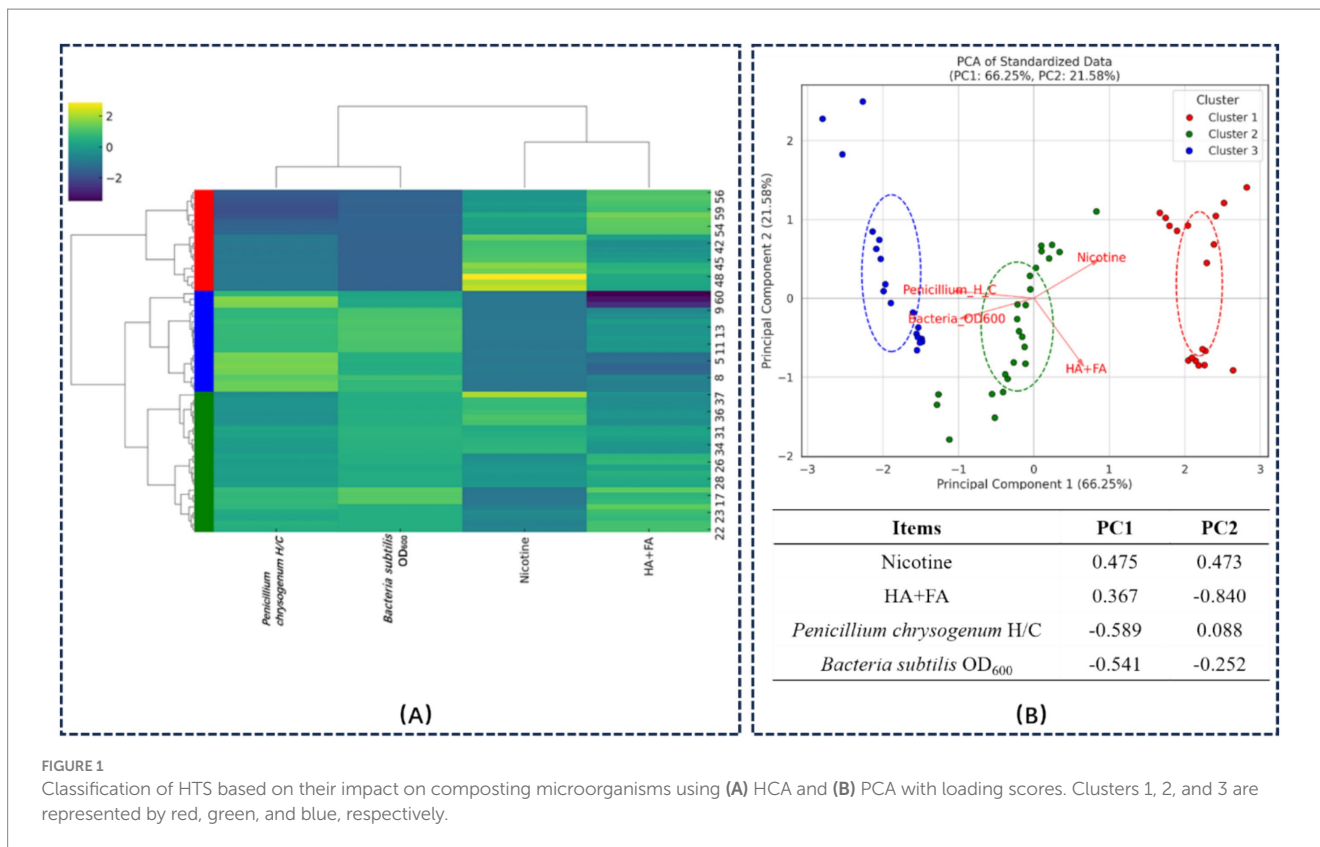 2
0
−2
56
59
54
42
45
48
60
9
13
11
5
8
37
36
31
34
26
28
17
23
22
Penicillium
chrysogenum H/C
Bacteria subtilis
OD600
Nicotine
HA+FA
(A)
PCA of Standardized Data
(PC1: 66.25%, PC2: 21.58%)
Cluster
Cluster 1
Cluster 2
Cluster 3
Principal Component 2 (21.58%)
2
1
0
−1
−2
Nicotine
Penicillium_H_C
Bacteria_OD600
HA+FA
−3 −2 −1 0 1 2 3
Principal Component 1 (66.25%)
Items PC1 PC2
Nicotine 0.475 0.473
HA+FA 0.367 -0.840
Penicillium chrysogenum H/C -0.589 0.088
Bacteria subtilis OD600 -0.541 -0.252
(B)
FIGURE 1
Classification of HTS based on their impact on composting microorganisms using (A) HCA and (B) PCA with loading scores. Clusters 1, 2, and 3 are
represented by red, green, and blue, respectively.